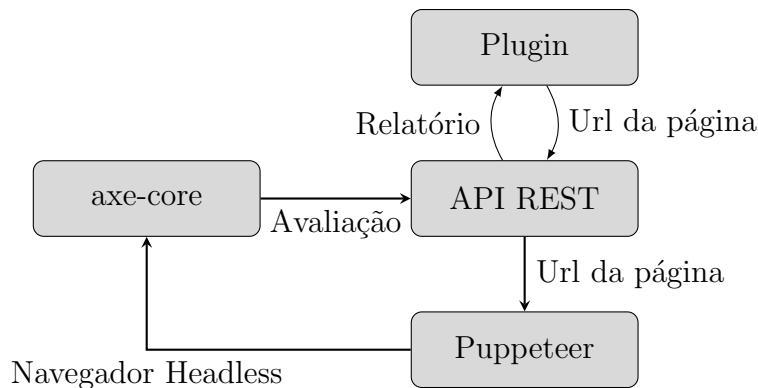 Plugin
Relatório
Url da página
axe-core
API REST
Avaliação
Url da página
Puppeteer
Navegador Headless